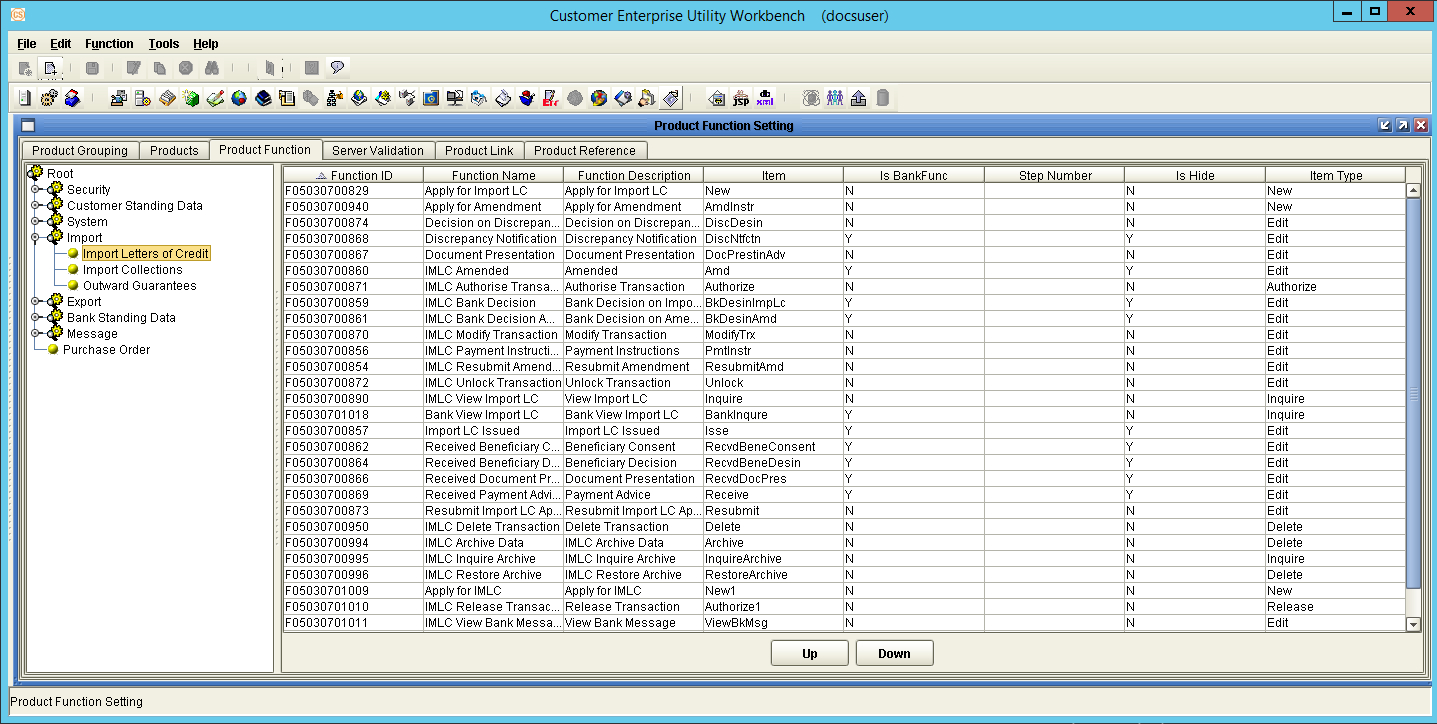 Customer Enterprise Utility Workbench (docsuser)
File Edit Function Tools Help
Product Function Setting
Product Grouping Products Product Function Server Validation Product Link Product Reference
Root
Security
Customer Standing Data
System
Import
Import Letters of Credit
Import Collections
Outward Guarantees
Export
Bank Standing Data
Message
Purchase Order
Function ID Function Name Function Description Item Is BankFunc Step Number Is Hide Item Type
F05030700829 Apply for Import LC Apply for Import LC New N N New
F05030700940 Apply for Amendment Apply for Amendment AmdInstr N N New
F05030700874 Decision on Discrepan... Decision on Discrepan... DiscDesin N N Edit
F05030700868 Discrepancy Notification Discrepancy Notification DiscNtfctn Y Y Edit
F05030700867 Document Presentation Document Presentation DocPrestinAdv N N Edit
F05030700860 IMLC Amended Amended Amd Y Y Edit
F05030700871 IMLC Authorise Transa... Authorise Transaction Authorize N N Authorize
F05030700859 IMLC Bank Decision Bank Decision on Impo... BkDesinImpLc Y Y Edit
F05030700861 IMLC Bank Decision A... Bank Decision on Ame... BkDesinAmd Y Y Edit
F05030700870 IMLC Modify Transaction Modify Transaction ModifyTrx N N Edit
F05030700856 IMLC Payment Instructi... Payment Instructions PmtInstr N N Edit
F05030700854 IMLC Resubmit Amend... Resubmit Amendment ResubmitAmd N N Edit
F05030700872 IMLC Unlock Transaction Unlock Transaction Unlock N N Edit
F05030700890 IMLC View Import LC View Import LC Inquire N N Inquire
F05030701018 Bank View Import LC Bank View Import LC BankInqure Y N Inquire
F05030700857 Import LC Issued Import LC Issued Isse Y Y Edit
F05030700862 Received Beneficiary C... Beneficiary Consent RecvdBeneConsent Y Y Edit
F05030700864 Received Beneficiary D... Beneficiary Decision RecvdBeneDesin Y Y Edit
F05030700866 Received Document Pr... Document Presentation RecvdDocPres Y Y Edit
F05030700869 Received Payment Advi... Payment Advice Receive Y Y Edit
F05030700873 Resubmit Import LC Ap... Resubmit Import LC Ap... Resubmit N N Edit
F05030700950 IMLC Delete Transaction Delete Transaction Delete N N Delete
F05030700994 IMLC Archive Data IMLC Archive Data Archive N N Delete
F05030700995 IMLC Inquire Archive IMLC Inquire Archive InquireArchive N N Inquire
F05030700996 IMLC Restore Archive IMLC Restore Archive RestoreArchive N N Delete
F05030701009 Apply for IMLC Apply for IMLC New1 N N New
F05030701010 IMLC Release Transac... Release Transaction Authorize1 N N Release
F05030701011 IMLC View Bank Messa... View Bank Message ViewBkMsg N N Edit
Up Down
Product Function Setting